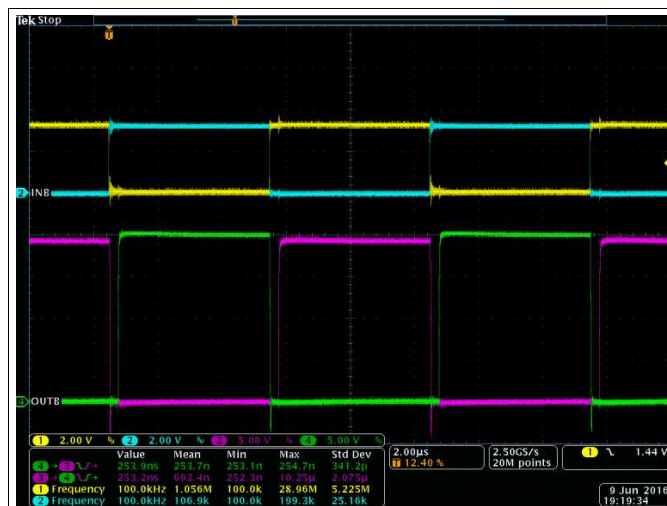 Tek Stop
T
T
2 INB
4 OUTB
1 2.00 V 2 2.00 V 3 5.00 V 4 5.00 V
2.00µs
T 12.40 %
2.50GS/s
20M points
1 1.44 V
Value Mean Min Max Std Dev
4 3 253.9ns 253.7n 253.1n 254.7n 341.2p
3 4 253.2ns 693.4n 252.3n 10.25µ 2.075µ
1 Frequency 100.0kHz 1.056M 100.0k 28.96M 5.225M
2 Frequency 100.0kHz 106.9k 100.0k 199.3k 25.16k
9 Jun 2016
19:19:34